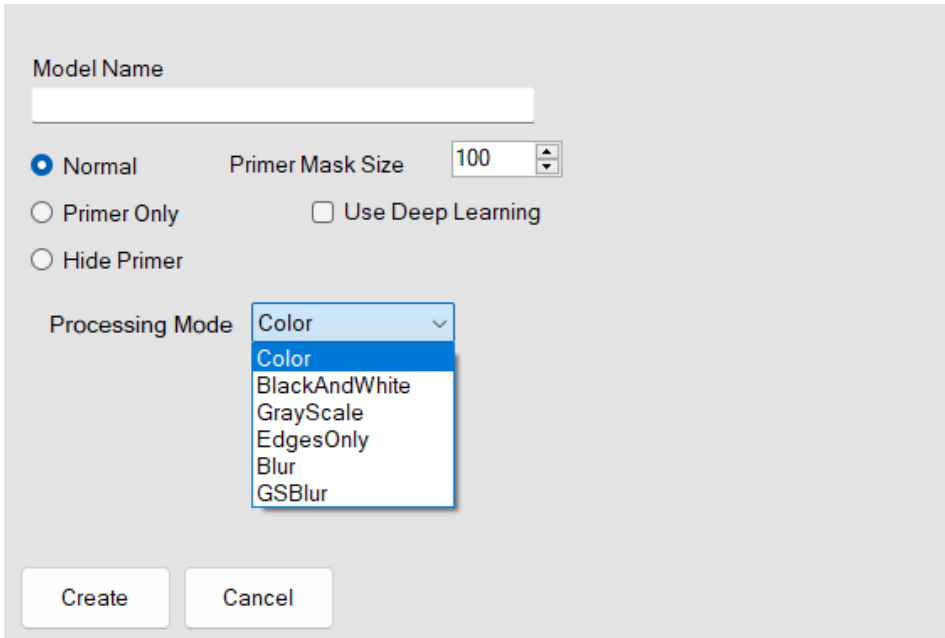 Model Name
Normal Primer Mask Size 100
Primer Only Use Deep Learning
Hide Primer
Processing Mode Color
Color
BlackAndWhite
GrayScale
EdgesOnly
Blur
GSBlur
Create Cancel